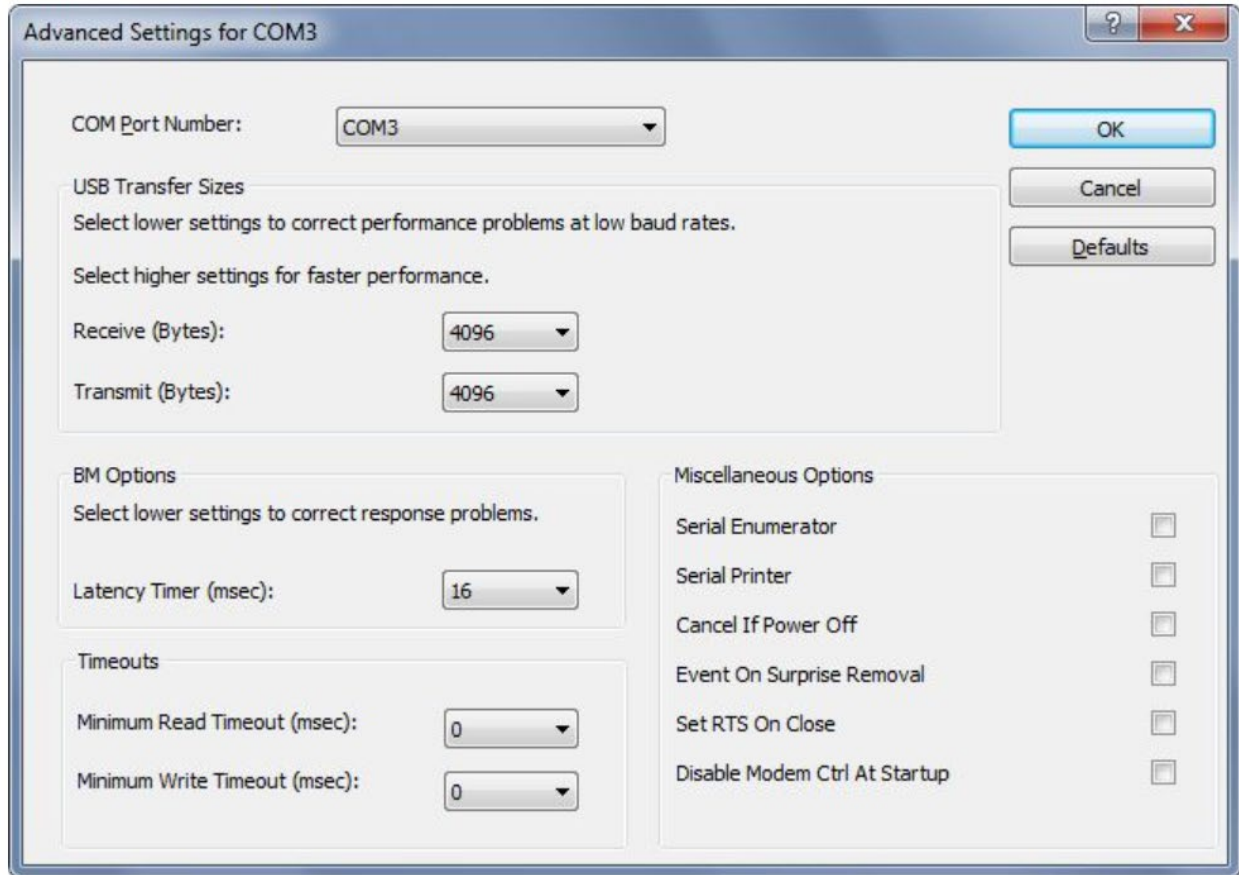 Advanced Settings for COM3
?
X
COM Port Number:
COM3
OK
USB Transfer Sizes
Cancel
Select lower settings to correct performance problems at low baud rates.
Defaults
Select higher settings for faster performance.
Receive (Bytes):
4096
Transmit (Bytes):
4096
BM Options
Select lower settings to correct response problems.
Latency Timer (msec):
16
Timeouts
Minimum Read Timeout (msec):
0
Minimum Write Timeout (msec):
0
Miscellaneous Options
Serial Enumerator
Serial Printer
Cancel If Power Off
Event On Surprise Removal
Set RTS On Close
Disable Modem Ctrl At Startup